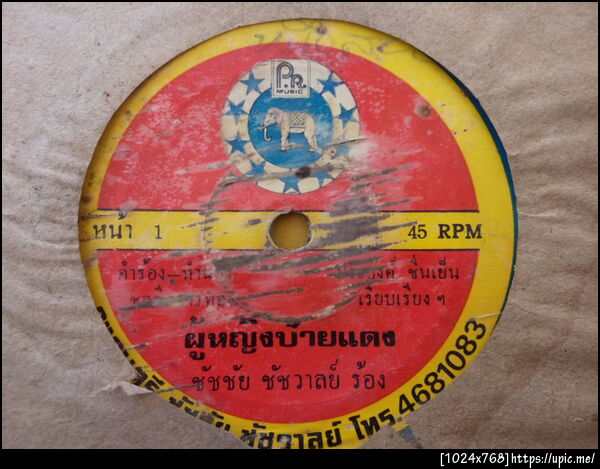 P.R.
MUSIC
หน้า 1
45 RPM
คำร้อง–ทำนอง
ชื่นเย็น
เรียบเรียง ฯ
ผู้หญิงป้ายแดง
ชัชชัย ชัชวาลย์ ร้อง
ชัชวาลย์ โทร.4681083
[1024x768]https://upic.me/